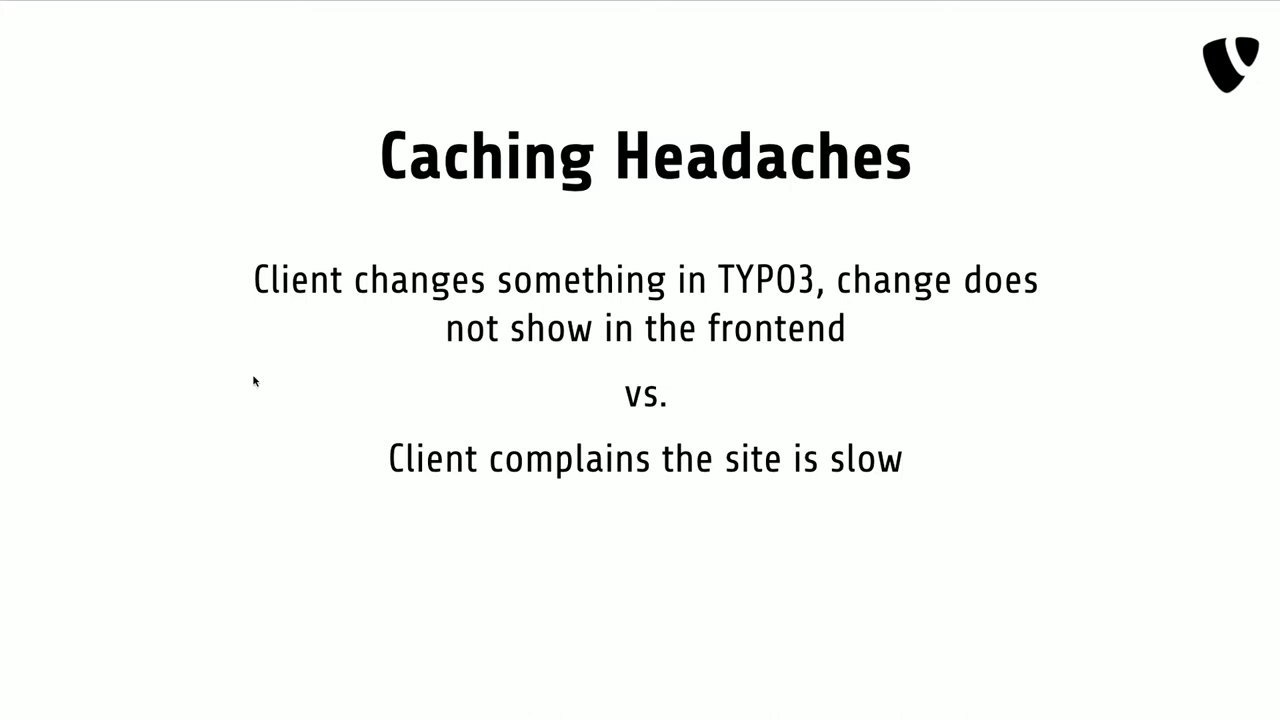 Caching Headaches
Client changes something in TYPO3, change does
not show in the frontend
vs.
Client complains the site is slow